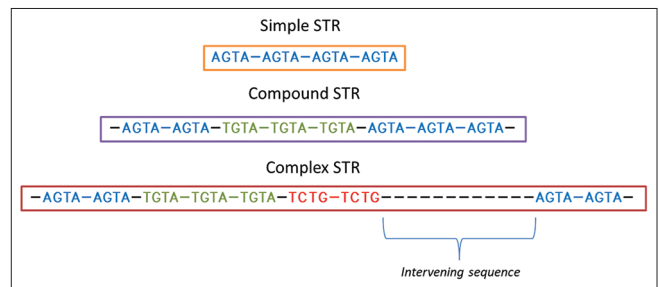 Simple STR
AGTA–AGTA–AGTA–AGTA
Compound STR
–AGTA–AGTA–TGTA–TGTA–TGTA–AGTA–AGTA–AGTA–
Complex STR
–AGTA–AGTA–TGTA–TGTA–TGTA–TCTG–TCTG–––––––––––––AGTA–AGTA–
Intervening sequence